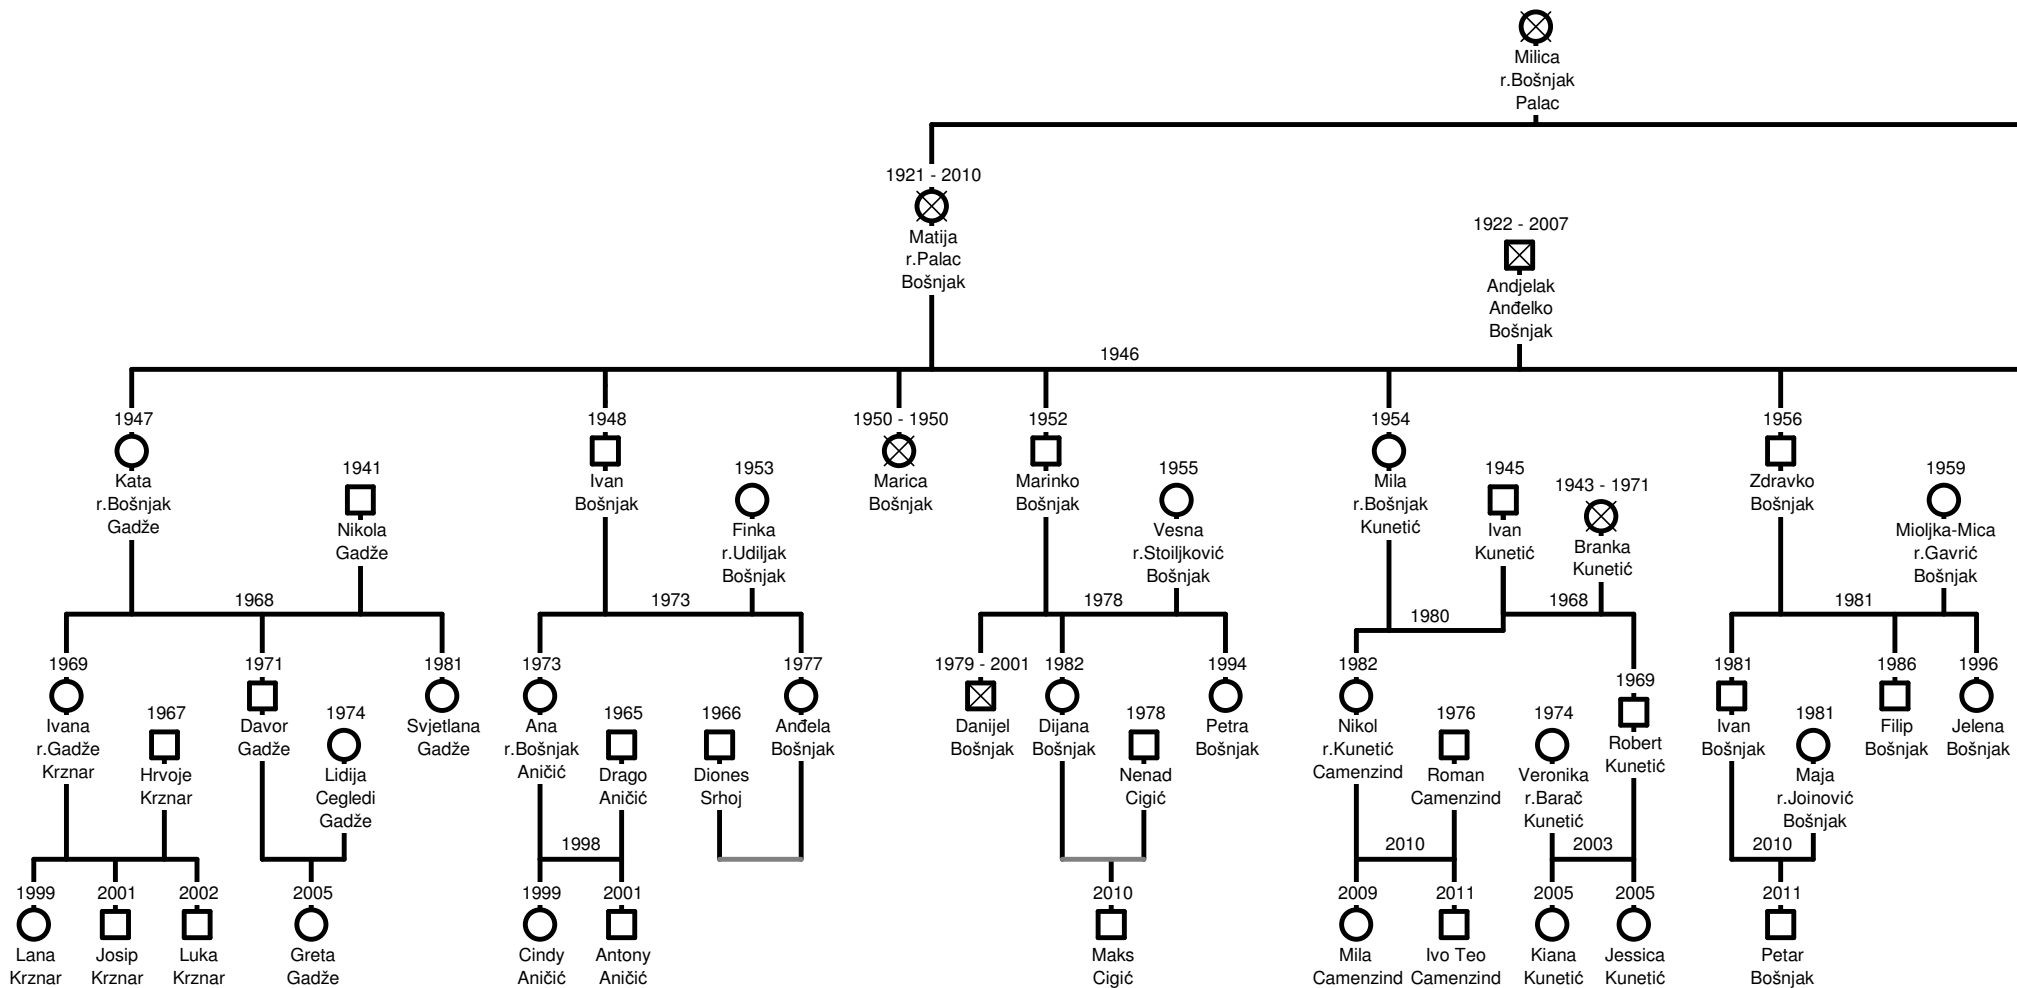 Milica
r.Bošnjak
Palac
1921 - 2010
Matija
r.Palac
Bošnjak
1922 - 2007
Andjelak
Anđelko
Bošnjak
1946
1947
Kata
r.Bošnjak
Gadže
1941
Nikola
Gadže
1948
Ivan
Bošnjak
1953
Finka
r.Udiljak
Bošnjak
1950 - 1950
Marica
Bošnjak
1952
Marinko
Bošnjak
1955
Vesna
r.Stoiljković
Bošnjak
1954
Mila
r.Bošnjak
Kunetić
1945
Ivan
Kunetić
1943 - 1971
Branka
Kunetić
1956
Zdravko
Bošnjak
1959
Mioljka-Mica
r.Gavrić
Bošnjak
1968
1973
1978
1980
1968
1981
1969
Ivana
r.Gadže
Krznar
1967
Hrvoje
Krznar
1971
Davor
Gadže
1974
Lidija
Cegledi
Gadže
1981
Svjetlana
Gadže
1973
Ana
r.Bošnjak
Aničić
1965
Drago
Aničić
1966
Diones
Srhoj
1977
Anđela
Bošnjak
1979 - 2001
Danijel
Bošnjak
1982
Dijana
Bošnjak
1978
Nenad
Cigić
1994
Petra
Bošnjak
1982
Nikol
r.Kunetić
Camenzind
1976
Roman
Camenzind
1974
Veronika
r.Barač
Kunetić
1969
Robert
Kunetić
1981
Ivan
Bošnjak
1981
Maja
r.Joinović
Bošnjak
1986
Filip
Bošnjak
1996
Jelena
Bošnjak
1998
2010
2003
2010
1999
Lana
Krznar
2001
Josip
Krznar
2002
Luka
Krznar
2005
Greta
Gadže
1999
Cindy
Aničić
2001
Antony
Aničić
2010
Maks
Cigić
2009
Mila
Camenzind
2011
Ivo Teo
Camenzind
2005
Kiana
Kunetić
2005
Jessica
Kunetić
2011
Petar
Bošnjak